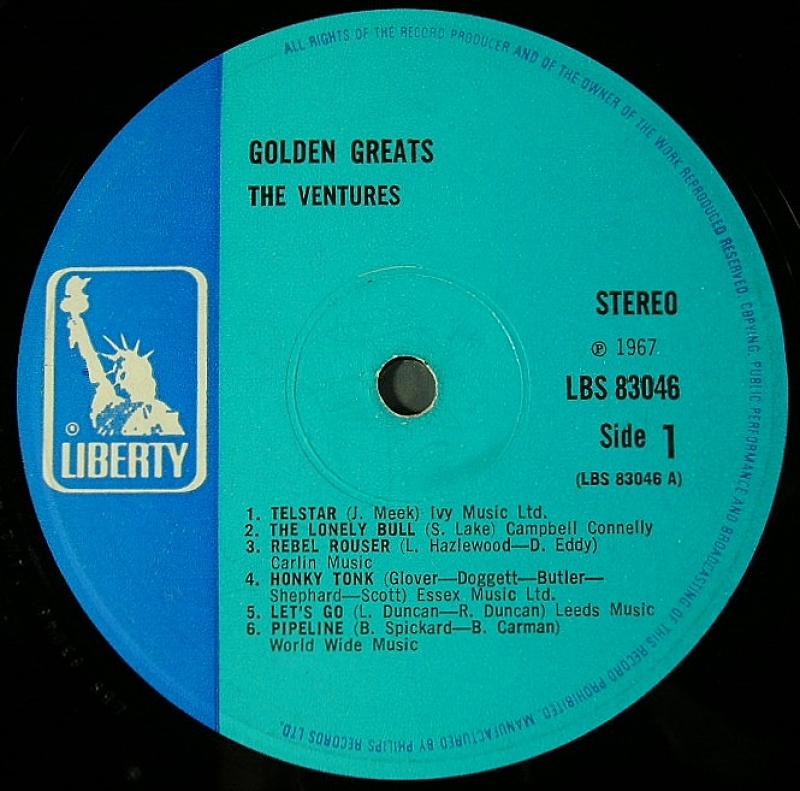 ALL RIGHTS OF THE RECORD PRODUCER AND OF THE OWNER OF THE WORK REPRODUCED RESERVED. COPYING, PUBLIC PERFORMANCE AND BROADCASTING OF THIS RECORD PROHIBITED. MANUFACTURED BY PHILIPS RECORDS LTD.
GOLDEN GREATS
THE VENTURES
STEREO
℗ 1967
LBS 83046
Side 1
(LBS 83046 A)
©
LIBERTY
1. TELSTAR (J. Meek) Ivy Music Ltd.
2. THE LONELY BULL (S. Lake) Campbell Connelly
3. REBEL ROUSER (L. Hazlewood—D. Eddy)
Carlin Music
4. HONKY TONK (Glover—Doggett—Butler—
Shephard—Scott) Essex Music Ltd.
5. LET'S GO (L. Duncan—R. Duncan) Leeds Music
6. PIPELINE (B. Spickard—B. Carman)
World Wide Music